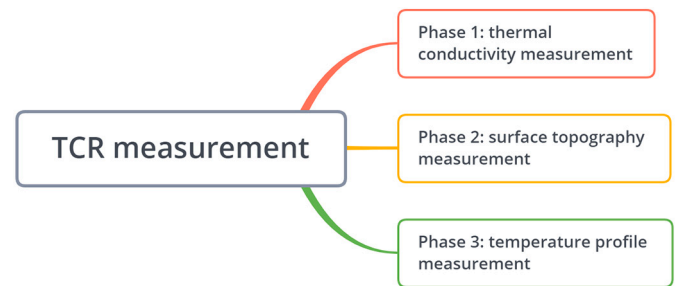 TCR measurement
Phase 1: thermal
conductivity measurement
Phase 2: surface topography
measurement
Phase 3: temperature profile
measurement